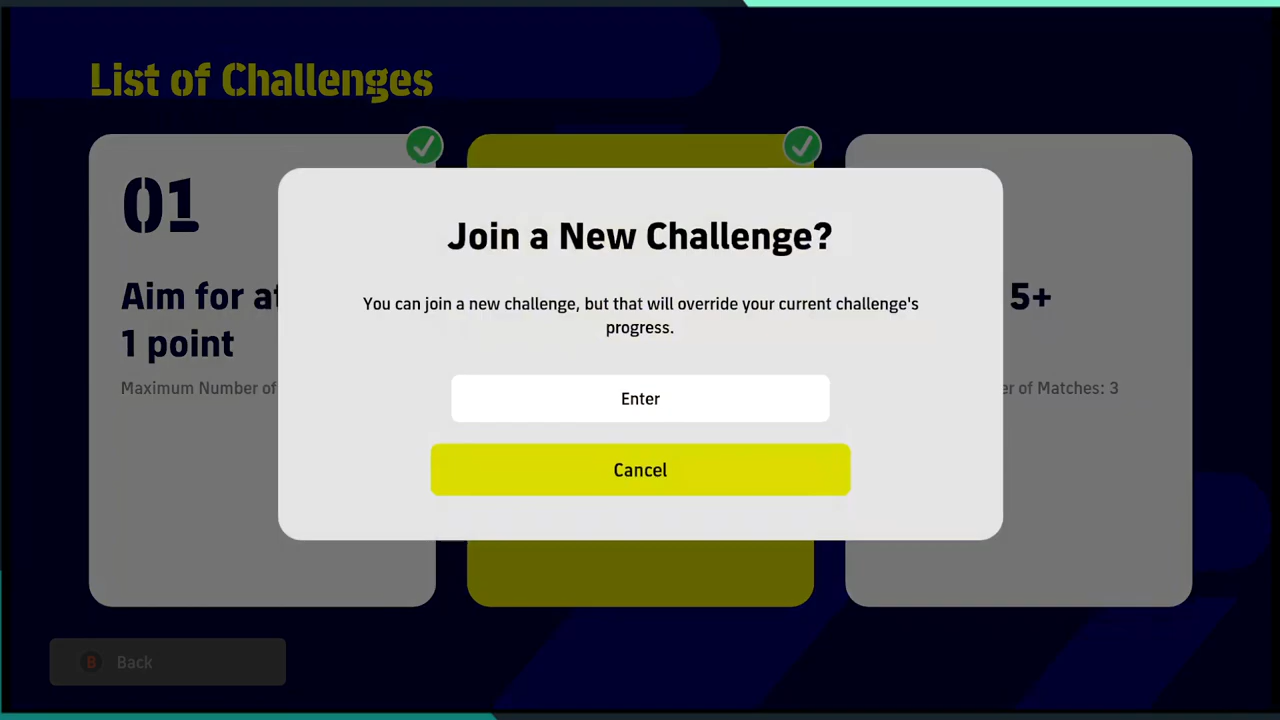 List of Challenges
01
Aim for at
1 point
Maximum Number of
5+
er of Matches: 3
Join a New Challenge?
You can join a new challenge, but that will override your current challenge's
progress.
Enter
Cancel
B Back